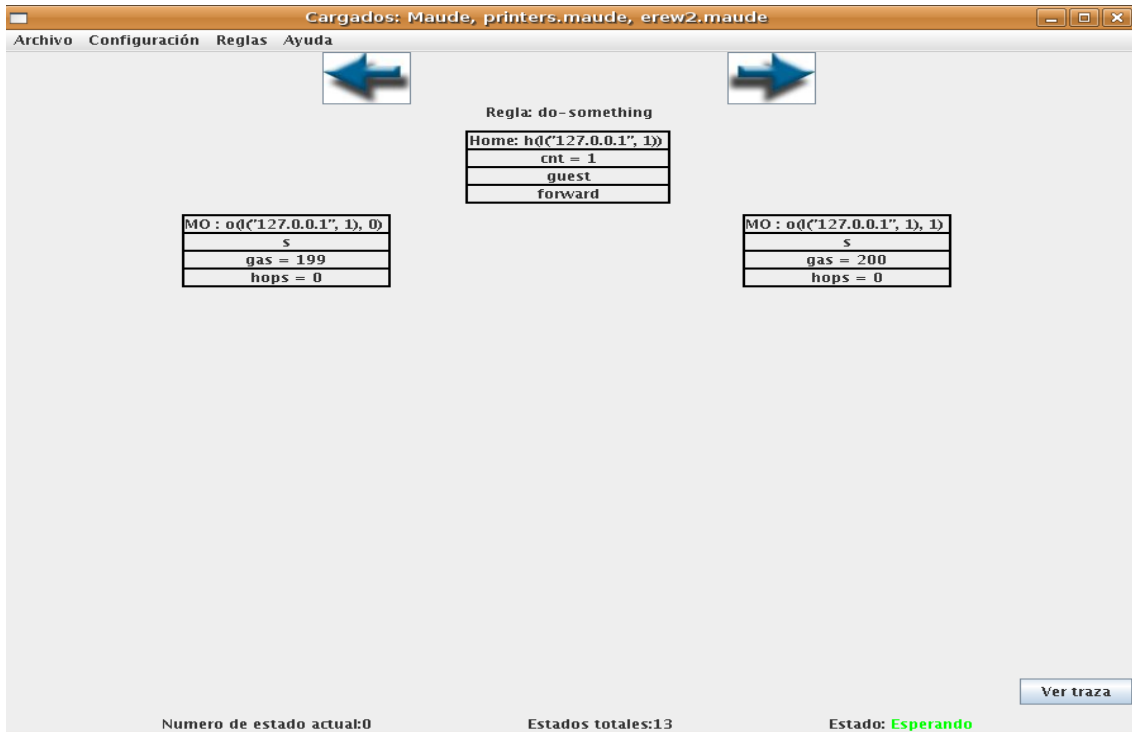 Cargados: Maude, printers.maude, erew2.maude
Archivo Configuración Reglas Ayuda
Regla: do-something
Home: h(l("127.0.0.1", 1))
cnt = 1
guest
forward
MO : o(l("127.0.0.1", 1), 0)
s
gas = 199
hops = 0
MO : o(l("127.0.0.1", 1), 1)
s
gas = 200
hops = 0
Ver traza
Numero de estado actual:0
Estados totales:13
Estado: Esperando